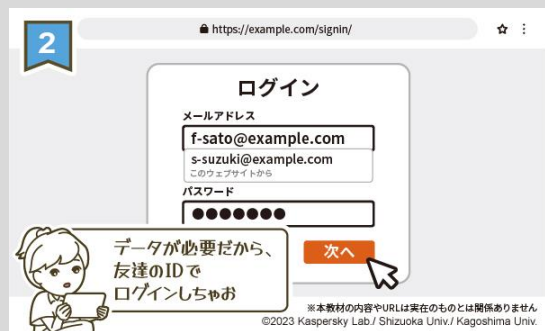 2
https://example.com/signin/
ログイン
メールアドレス
f-sato@example.com
s-suzuki@example.com
このウェブサイトから
パスワード
●●●●●●●
次へ
データが必要だから、
友達のIDで
ログインしちゃお
※本教材の内容やURLは実在のものとは関係ありません
©2023 Kaspersky Lab./ Shizuoka Univ./ Kagoshima Univ.